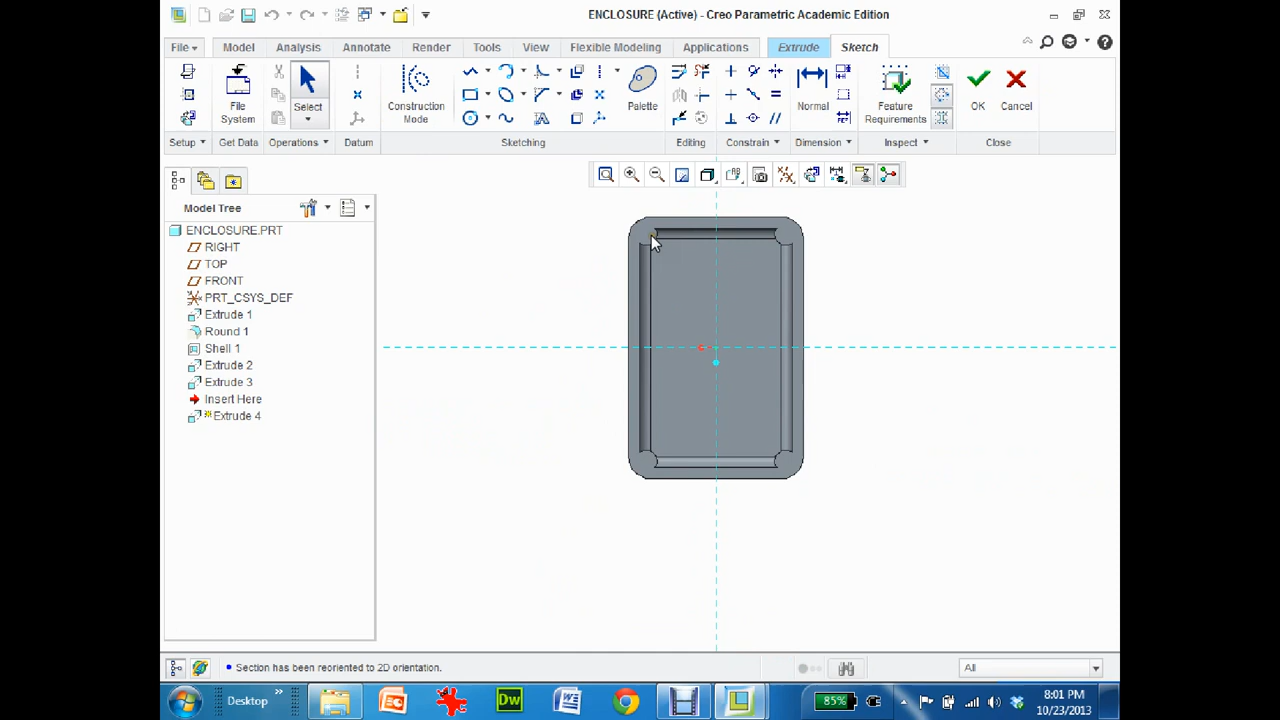 ENCLOSURE (Active) - Creo Parametric Academic Edition
File Model Analysis Annotate Render Tools View Flexible Modeling Applications Extrude Sketch
File System
Select
Construction Mode
Palette
Normal
Feature Requirements
OK
Cancel
Setup Get Data Operations Datum Sketching Editing Constrain Dimension Inspect Close
Model Tree
ENCLOSURE.PRT
RIGHT
TOP
FRONT
PRT_CSYS_DEF
Extrude 1
Round 1
Shell 1
Extrude 2
Extrude 3
Insert Here
Extrude 4
Section has been reoriented to 2D orientation.
All
Desktop
Dw
85%
8:01 PM
10/23/2013